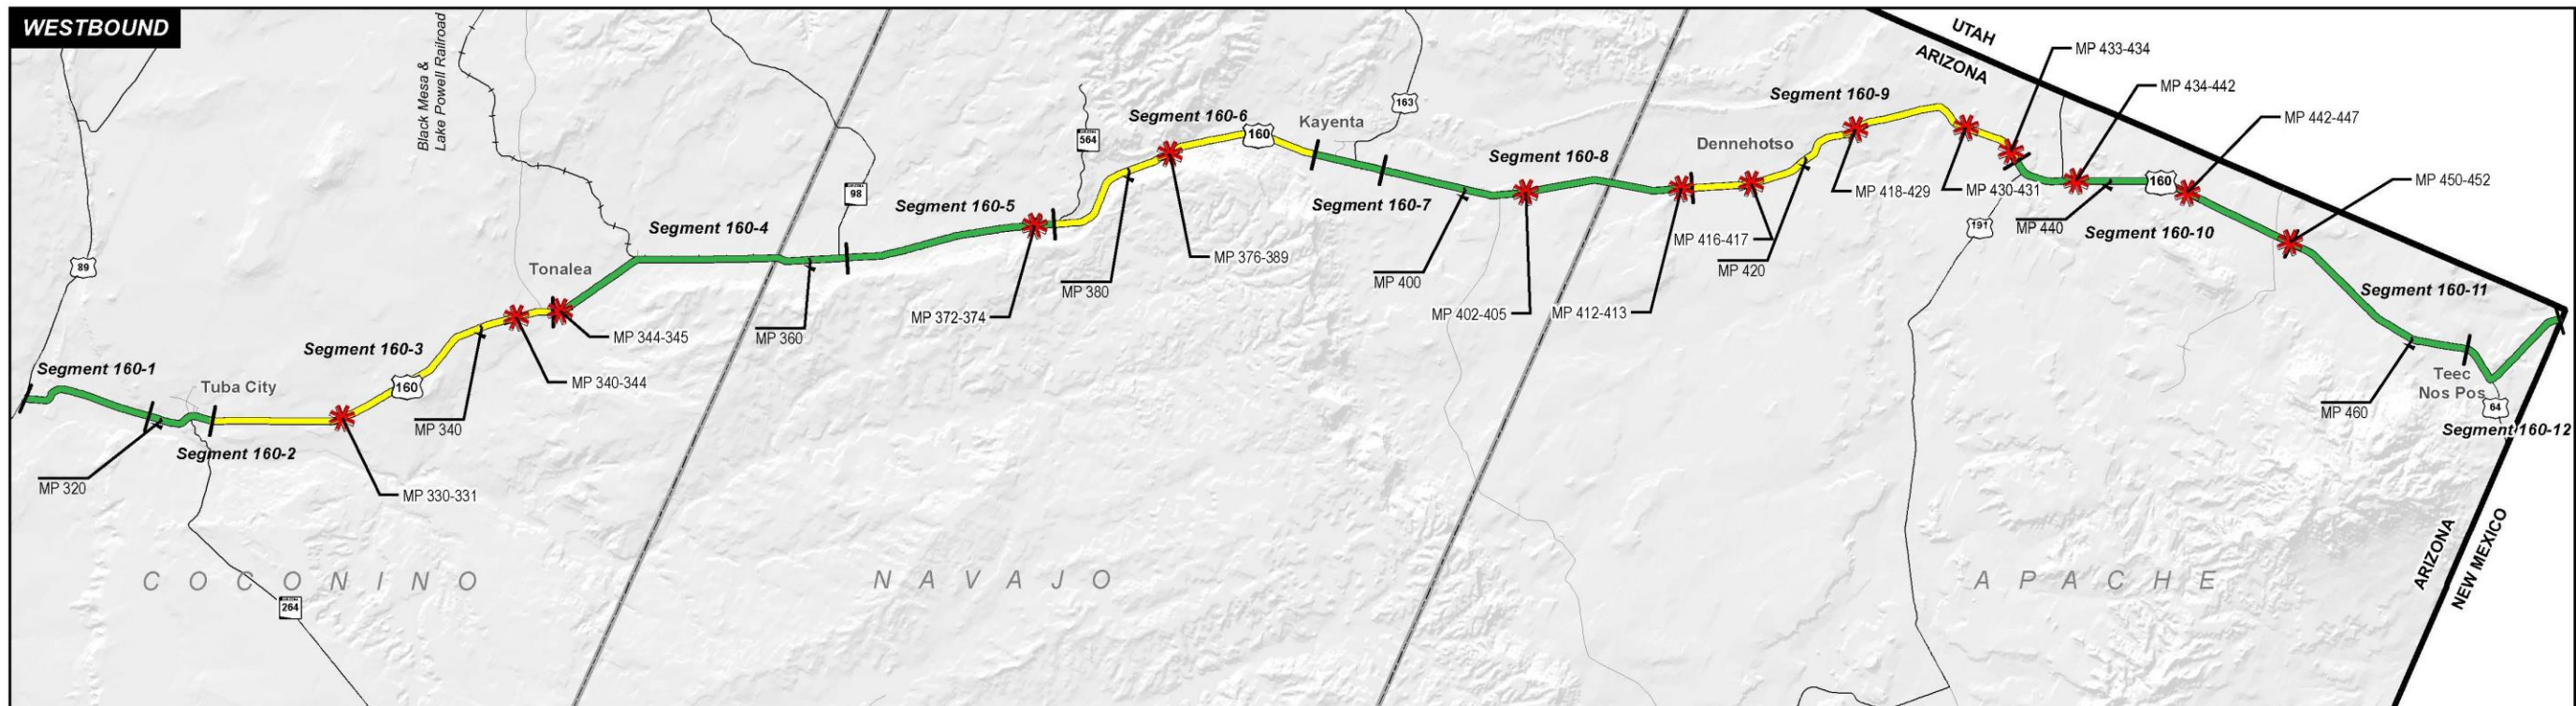 WESTBOUND
UTAH
ARIZONA
MP 433-434
MP 434-442
MP 442-447
MP 450-452
Black Mesa &
Lake Powell Railroad
Segment 160-9
163
Segment 160-6
160
Kayenta
564
Dennehotso
Segment 160-8
98
Segment 160-5
Segment 160-7
MP 418-429
MP 430-431
160
191
MP 440
Segment 160-10
Segment 160-4
MP 416-417
MP 420
MP 376-389
89
Tonalea
MP 380
MP 400
Segment 160-11
MP 372-374
MP 402-405
MP 412-413
MP 344-345
MP 360
Segment 160-3
Segment 160-1
Tuba City
160
MP 340-344
Teec
Nos Pos
64
MP 460
MP 340
Segment 160-12
Segment 160-2
MP 320
MP 330-331
COCONINO
NAVAJO
APACHE
ARIZONA
NEW MEXICO
264